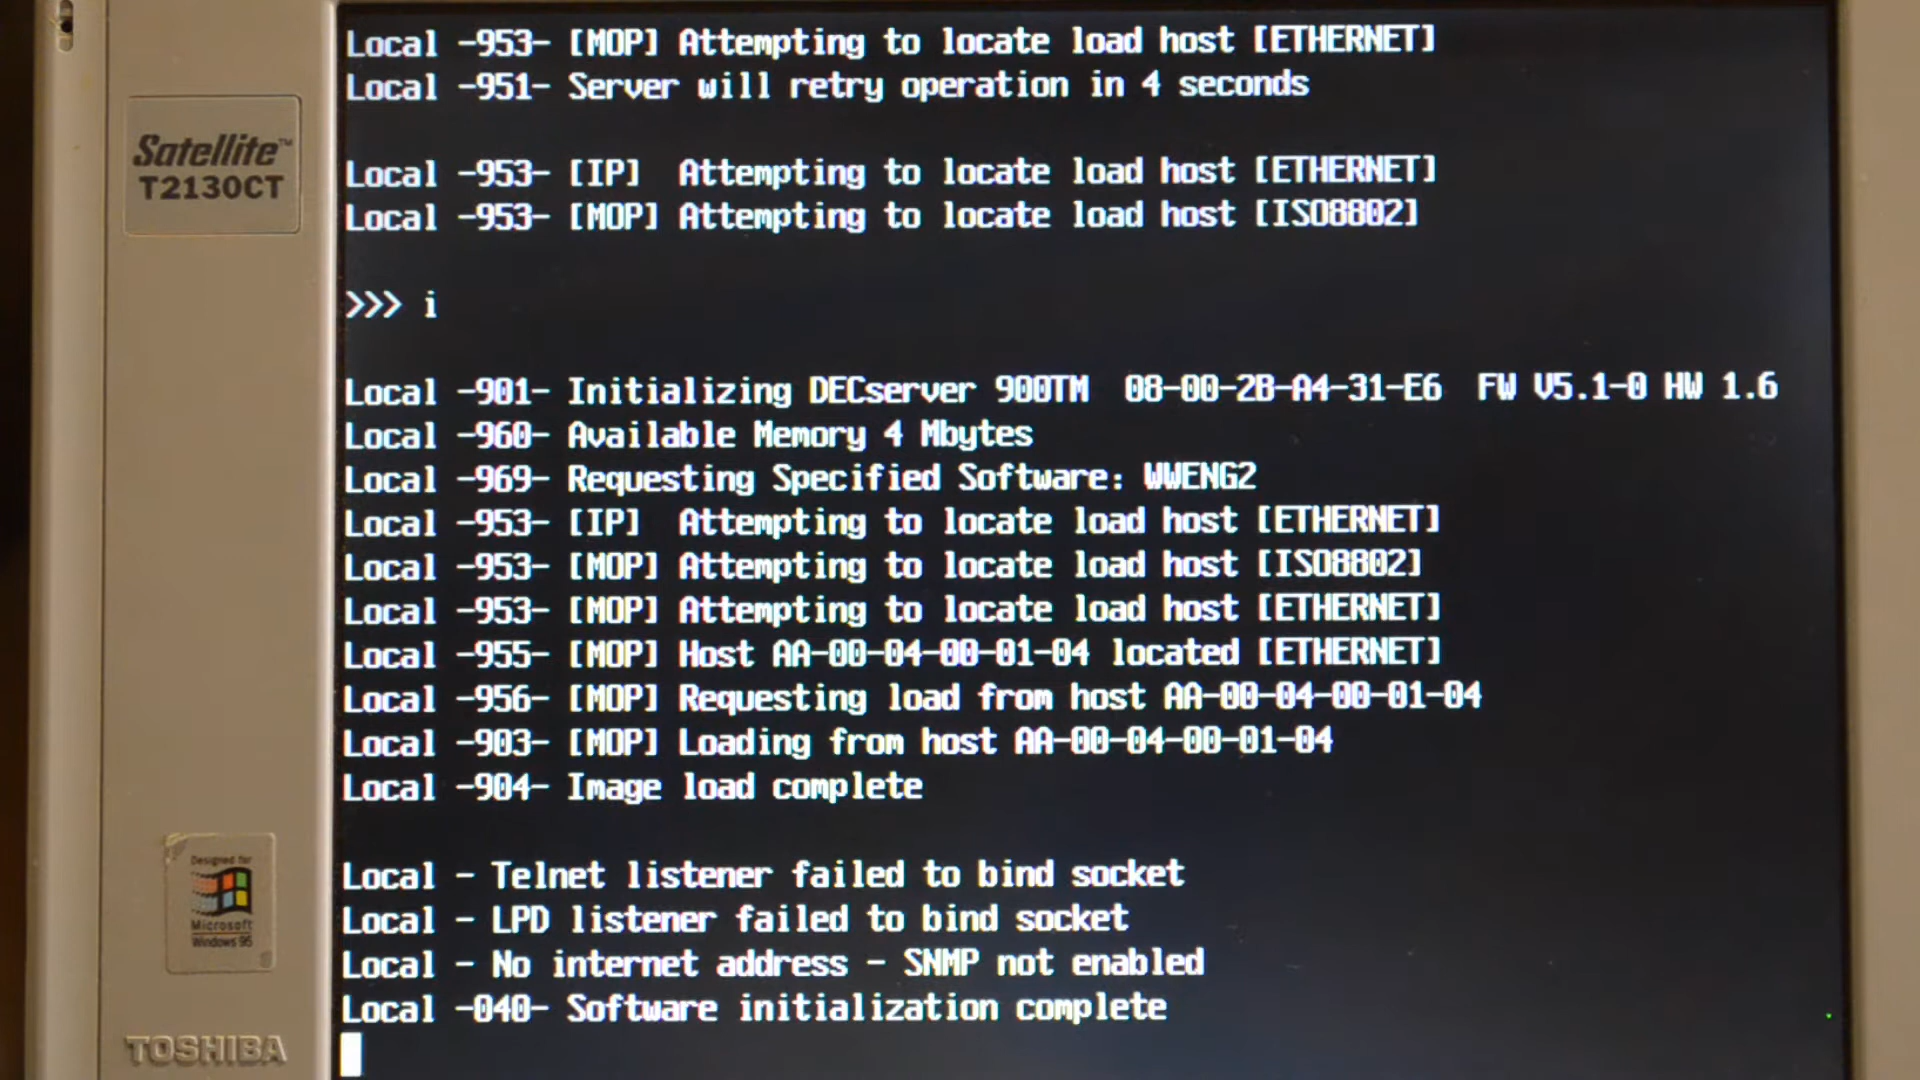 Local -953- [MOP] Attempting to locate load host [ETHERNET]
Local -951- Server will retry operation in 4 seconds
Local -953- [IP]  Attempting to locate load host [ETHERNET]
Local -953- [MOP] Attempting to locate load host [ISO8802]
>>> i
Local -901- Initializing DECserver 900TM  08-00-2B-A4-31-E6  FW V5.1-0 HW 1.6
Local -960- Available Memory 4 Mbytes
Local -969- Requesting Specified Software: WWENG2
Local -953- [IP]  Attempting to locate load host [ETHERNET]
Local -953- [MOP] Attempting to locate load host [ISO8802]
Local -953- [MOP] Attempting to locate load host [ETHERNET]
Local -955- [MOP] Host AA-00-04-00-01-04 located [ETHERNET]
Local -956- [MOP] Requesting load from host AA-00-04-00-01-04
Local -903- [MOP] Loading from host AA-00-04-00-01-04
Local -904- Image load complete
Local - Telnet listener failed to bind socket
Local - LPD listener failed to bind socket
Local - No internet address - SNMP not enabled
Local -040- Software initialization complete
Satellite™
T2130CT
Designed for
Microsoft
Windows 95
TOSHIBA